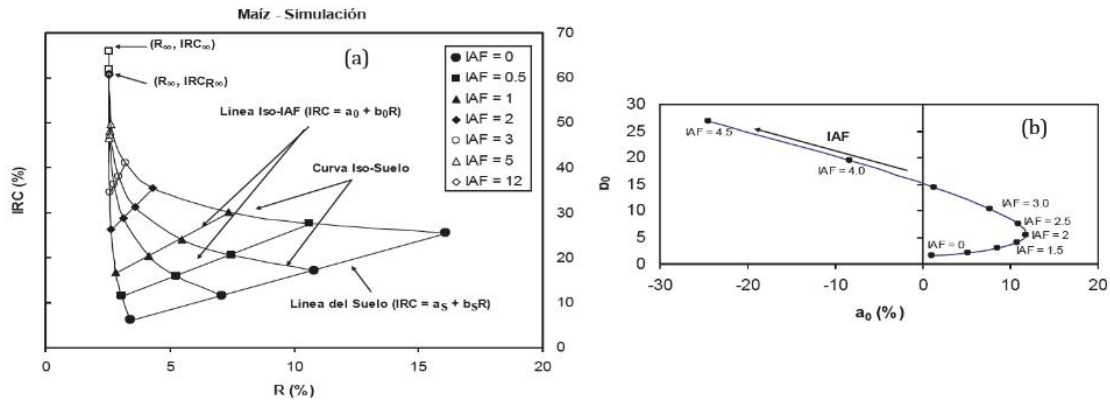 Maíz - Simulación
(a)
(R∞, IRC∞)
(R∞, IRCR∞)
Línea Iso-IAF (IRC = a0 + b0R)
Curva Iso-Suelo
Línea del Suelo (IRC = aS + bSR)
IAF = 0
IAF = 0.5
IAF = 1
IAF = 2
IAF = 3
IAF = 5
IAF = 12
IRC (%)
70
60
50
40
30
20
10
0
0 5 10 15 20
R (%)
(b)
b0
30
25
20
15
10
5
0
IAF
IAF = 4.5
IAF = 4.0
IAF = 3.0
IAF = 2.5
IAF = 2
IAF = 1.5
IAF = 0
-30 -20 -10 0 10 20
a0 (%)